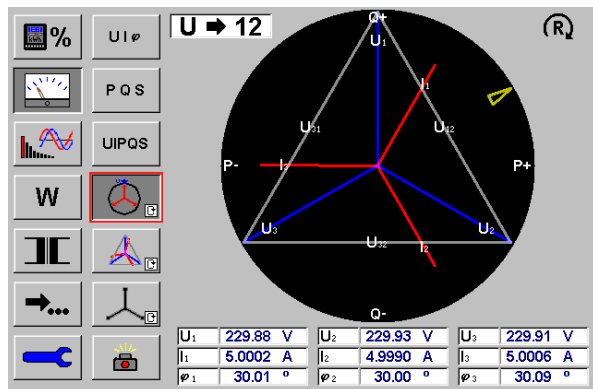 % U I φ U ➡ 12 R
Q+
U1
P Q S I1
U31 U12
UIPQS P- I3 P+
W
U3 U2
U32 I2
➡...
Q-
U1 229.88 V U2 229.93 V U3 229.91 V
I1 5.0002 A I2 4.9990 A I3 5.0006 A
φ1 30.01 º φ2 30.00 º φ3 30.09 º